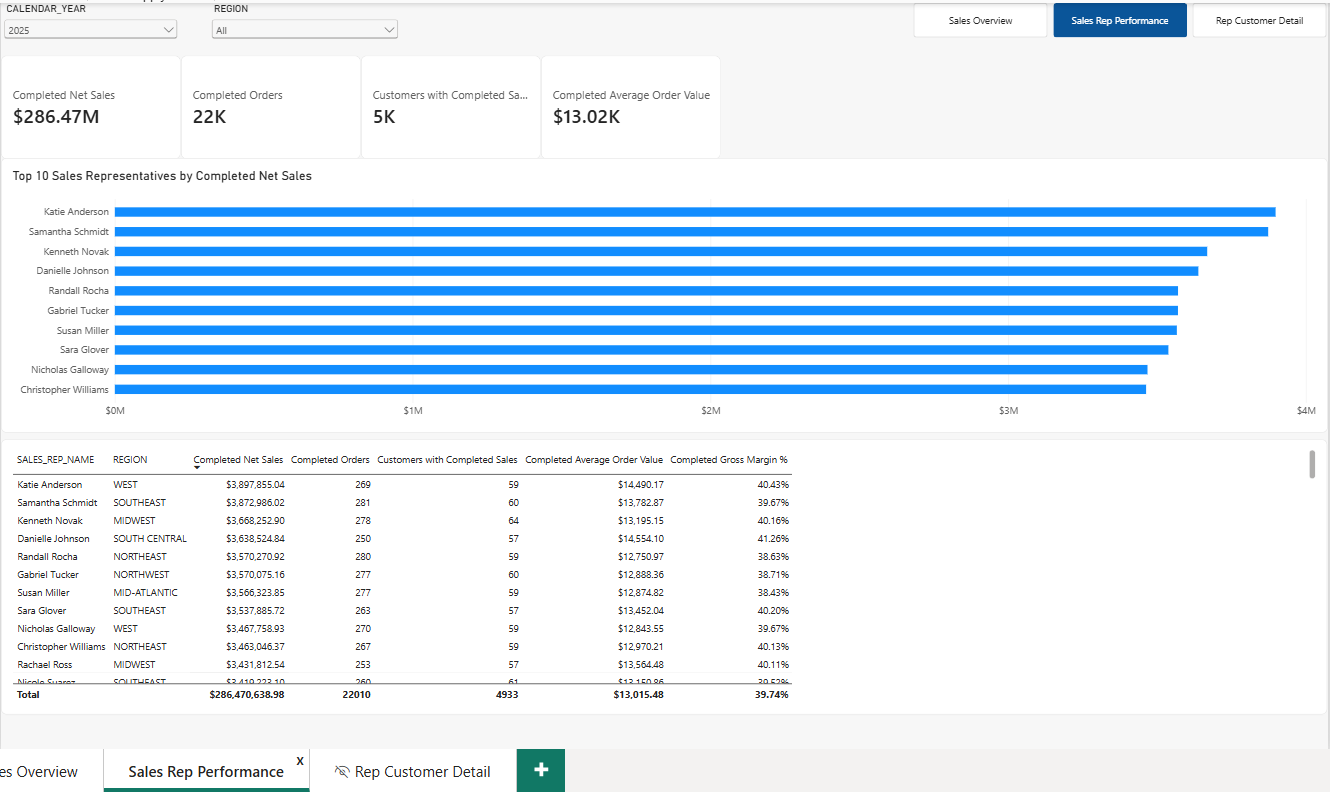 CALENDAR_YEAR REGION
2025 All
Sales Overview Sales Rep Performance Rep Customer Detail
Completed Net Sales Completed Orders Customers with Completed Sa... Completed Average Order Value
$286.47M 22K 5K $13.02K
Top 10 Sales Representatives by Completed Net Sales
Katie Anderson
Samantha Schmidt
Kenneth Novak
Danielle Johnson
Randall Rocha
Gabriel Tucker
Susan Miller
Sara Glover
Nicholas Galloway
Christopher Williams
$0M $1M $2M $3M $4M
SALES_REP_NAME REGION Completed Net Sales Completed Orders Customers with Completed Sales Completed Average Order Value Completed Gross Margin %
Katie Anderson WEST $3,897,855.04 269 59 $14,490.17 40.43%
Samantha Schmidt SOUTHEAST $3,872,986.02 281 60 $13,782.87 39.67%
Kenneth Novak MIDWEST $3,668,252.90 278 64 $13,195.15 40.16%
Danielle Johnson SOUTH CENTRAL $3,638,524.84 250 57 $14,554.10 41.26%
Randall Rocha NORTHEAST $3,570,270.92 280 59 $12,750.97 38.63%
Gabriel Tucker NORTHWEST $3,570,075.16 277 60 $12,888.36 38.71%
Susan Miller MID-ATLANTIC $3,566,323.85 277 59 $12,874.82 38.43%
Sara Glover SOUTHEAST $3,537,885.72 263 57 $13,452.04 40.20%
Nicholas Galloway WEST $3,467,758.93 270 59 $12,843.55 39.67%
Christopher Williams NORTHEAST $3,463,046.37 267 59 $12,970.21 40.13%
Rachael Ross MIDWEST $3,431,812.54 253 57 $13,564.48 40.11%
Nicole Suarez SOUTHEAST 260 61
Total $286,470,638.98 22010 4933 $13,015.48 39.74%
es Overview Sales Rep Performance X Rep Customer Detail +